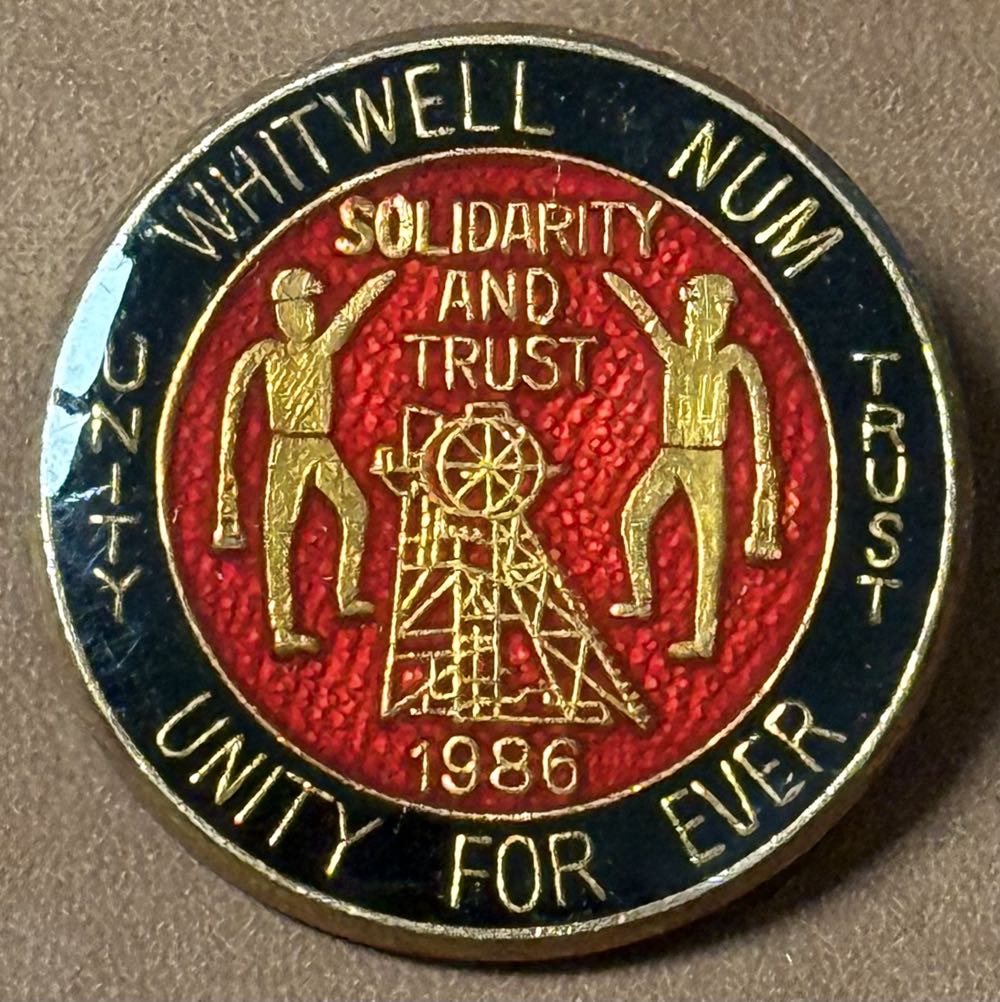 WHITWELL NUM
SOLIDARITY
AND
TRUST
UNITY
TRUST
1986
UNITY FOR EVER